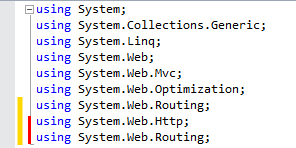 using System;
using System.Collections.Generic;
using System.Linq;
using System.Web;
using System.Web.Mvc;
using System.Web.Optimization;
using System.Web.Routing;
using System.Web.Http;
using System.Web.Routing;